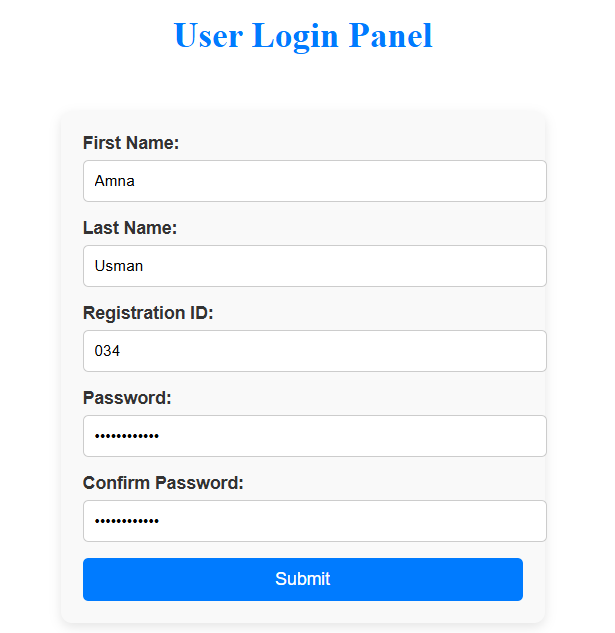 User Login Panel
First Name:
Amna
Last Name:
Usman
Registration ID:
034
Password:
••••••••••••
Confirm Password:
••••••••••••
Submit